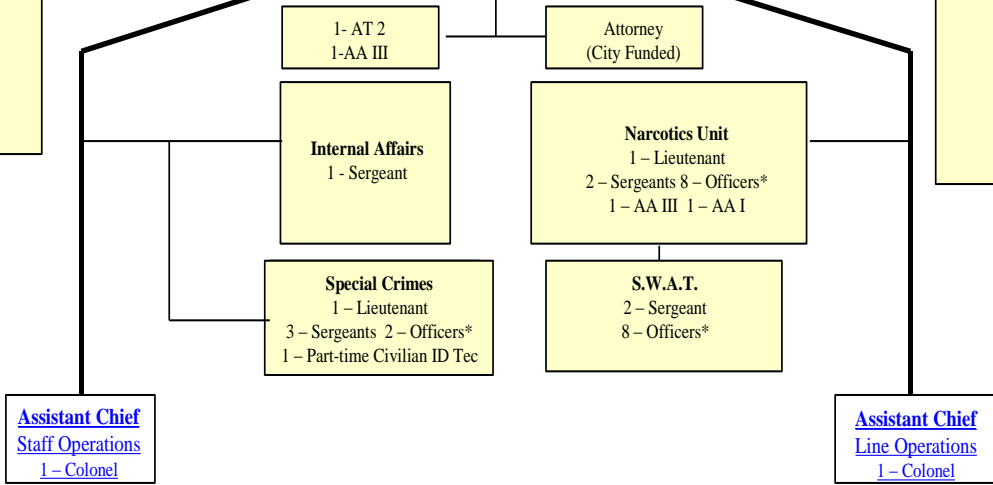 1- AT 2
1-AA III
Attorney
(City Funded)
Internal Affairs
1 - Sergeant
Narcotics Unit
1 – Lieutenant
2 – Sergeants 8 – Officers*
1 – AA III 1 – AA I
Special Crimes
1 – Lieutenant
3 – Sergeants 2 – Officers*
1 – Part-time Civilian ID Tec
S.W.A.T.
2 – Sergeant
8 – Officers*
Assistant Chief
Staff Operations
1 – Colonel
Assistant Chief
Line Operations
1 – Colonel